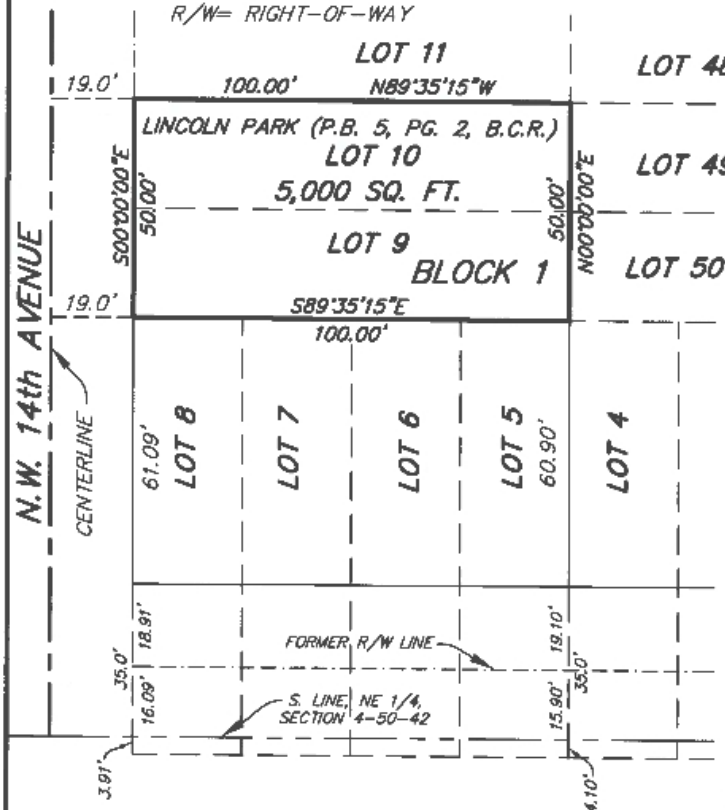 R/W= RIGHT-OF-WAY
LOT 11
19.0'
100.00'
N89°35'15"W
LINCOLN PARK (P.B. 5, PG. 2, B.C.R.)
LOT 10
5,000 SQ. FT.
S00°00'00"E
50.00'
50.00'
N00°00'00"E
LOT 49
LOT 9
BLOCK 1
LOT 50
19.0'
S89°35'15"E
100.00'
N.W. 14th AVENUE
CENTERLINE
61.09'
LOT 8
LOT 7
LOT 6
LOT 5
60.90'
LOT 4
18.91'
35.0'
16.09'
FORMER R/W LINE
19.10'
35.0'
15.90'
S. LINE, NE 1/4,
SECTION 4-50-42
3.91'
4.10'